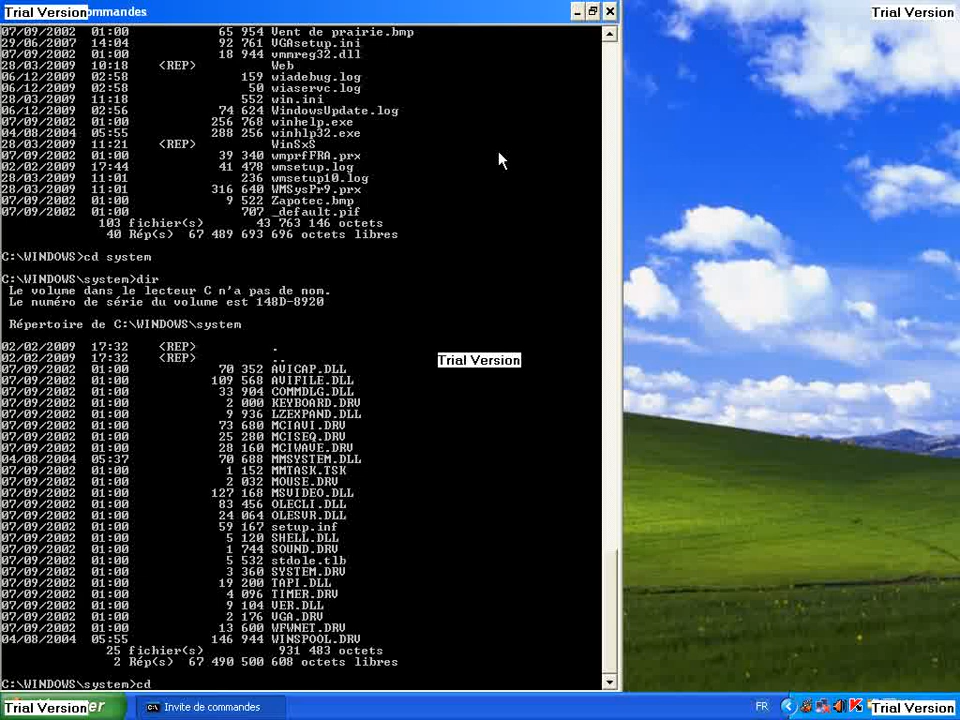 Trial Version
ommandes
Trial Version
07/09/2002 01:00 65 954 Vent de prairie.bmp
29/06/2007 14:04 92 761 VGAsetup.ini
07/09/2002 01:00 18 944 vmmreg32.dll
28/03/2009 10:18 <REP> Web
06/12/2009 02:58 159 wiadebug.log
06/12/2009 02:58 50 wiaservc.log
28/03/2009 11:18 552 win.ini
06/12/2009 02:56 74 624 WindowsUpdate.log
07/09/2002 01:00 256 768 winhelp.exe
04/08/2004 05:55 288 256 winhlp32.exe
28/03/2009 11:21 <REP> WinSxS
07/09/2002 01:00 39 340 wmprfFRA.prx
02/02/2009 17:44 41 478 wmsetup.log
28/03/2009 11:01 236 wmsetup10.log
28/03/2009 11:01 316 640 WMSysPr9.prx
07/09/2002 01:00 9 522 Zapotec.bmp
07/09/2002 01:00 707 _default.pif
103 fichier(s) 43 763 146 octets
40 Rép(s) 67 489 693 696 octets libres
C:\WINDOWS>cd system
C:\WINDOWS\system>dir
Le volume dans le lecteur C n'a pas de nom.
Le numéro de série du volume est 148D-8920
Répertoire de C:\WINDOWS\system
02/02/2009 17:32 <REP> .
02/02/2009 17:32 <REP> ..
Trial Version
07/09/2002 01:00 70 352 AVICAP.DLL
07/09/2002 01:00 109 568 AVIFILE.DLL
07/09/2002 01:00 33 904 COMMDLG.DLL
07/09/2002 01:00 2 000 KEYBOARD.DRV
07/09/2002 01:00 9 936 LZEXPAND.DLL
07/09/2002 01:00 73 680 MCIAVI.DRV
07/09/2002 01:00 25 280 MCISEQ.DRV
07/09/2002 01:00 28 160 MCIWAVE.DRV
04/08/2004 05:37 70 688 MMSYSTEM.DLL
07/09/2002 01:00 1 152 MMTASK.TSK
07/09/2002 01:00 2 032 MOUSE.DRV
07/09/2002 01:00 127 168 MSVIDEO.DLL
07/09/2002 01:00 83 456 OLECLI.DLL
07/09/2002 01:00 24 064 OLESVR.DLL
07/09/2002 01:00 59 167 setup.inf
07/09/2002 01:00 5 120 SHELL.DLL
07/09/2002 01:00 1 744 SOUND.DRV
07/09/2002 01:00 5 532 stdole.tlb
07/09/2002 01:00 3 360 SYSTEM.DRV
07/09/2002 01:00 19 200 TAPI.DLL
07/09/2002 01:00 4 096 TIMER.DRV
07/09/2002 01:00 9 104 VER.DLL
07/09/2002 01:00 2 176 VGA.DRV
07/09/2002 01:00 13 600 WFWNET.DRV
04/08/2004 05:55 146 944 WINSPOOL.DRV
25 fichier(s) 931 483 octets
2 Rép(s) 67 490 500 608 octets libres
C:\WINDOWS\system>cd
Trial Version
er
Invite de commandes
FR
Trial Version